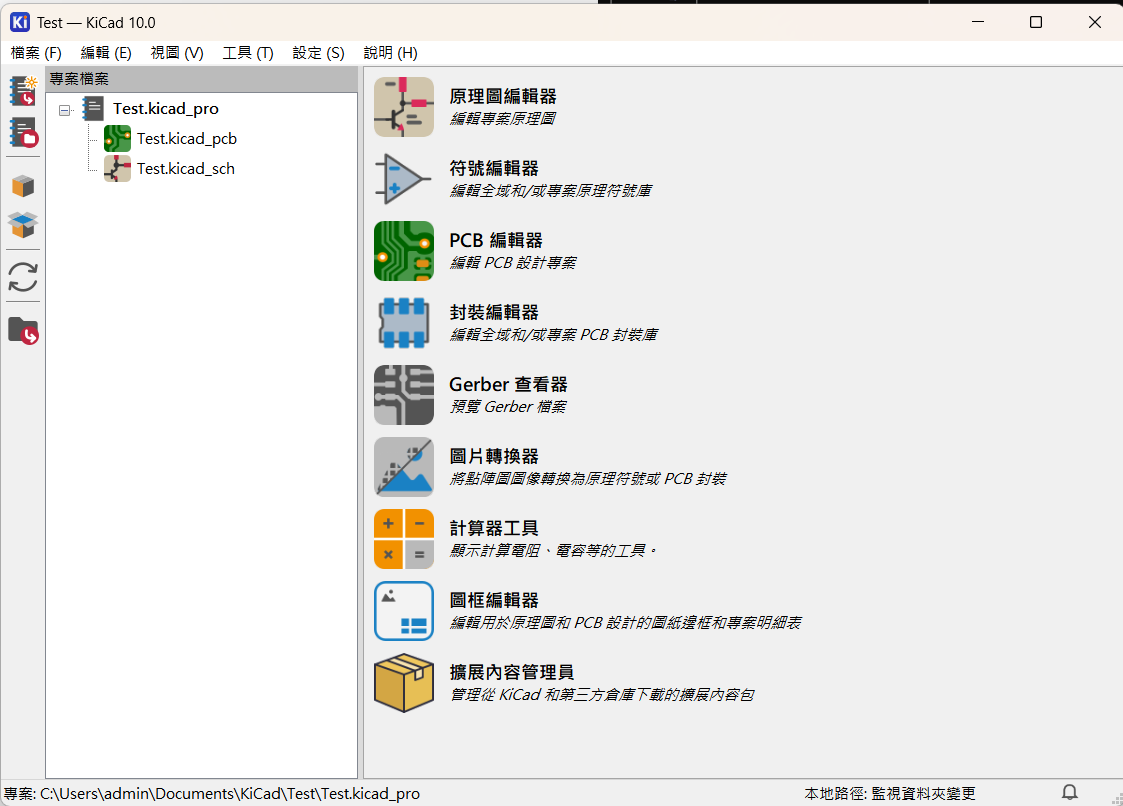 Test — KiCad 10.0
檔案 (F) 編輯 (E) 視圖 (V) 工具 (T) 設定 (S) 說明 (H)
專案檔案
Test.kicad_pro
Test.kicad_pcb
Test.kicad_sch
原理圖編輯器
編輯專案原理圖
符號編輯器
編輯全域和/或專案原理符號庫
PCB 編輯器
編輯 PCB 設計專案
封裝編輯器
編輯全域和/或專案 PCB 封裝庫
Gerber 查看器
預覽 Gerber 檔案
圖片轉換器
將點陣圖圖像轉換為原理符號或 PCB 封裝
計算器工具
顯示計算電阻、電容等的工具。
圖框編輯器
編輯用於原理圖和 PCB 設計的圖紙邊框和專案明細表
擴展內容管理員
管理從 KiCad 和第三方倉庫下載的擴展內容包
專案: C:\Users\admin\Documents\KiCad\Test\Test.kicad_pro
本地路徑: 監視資料夾變更